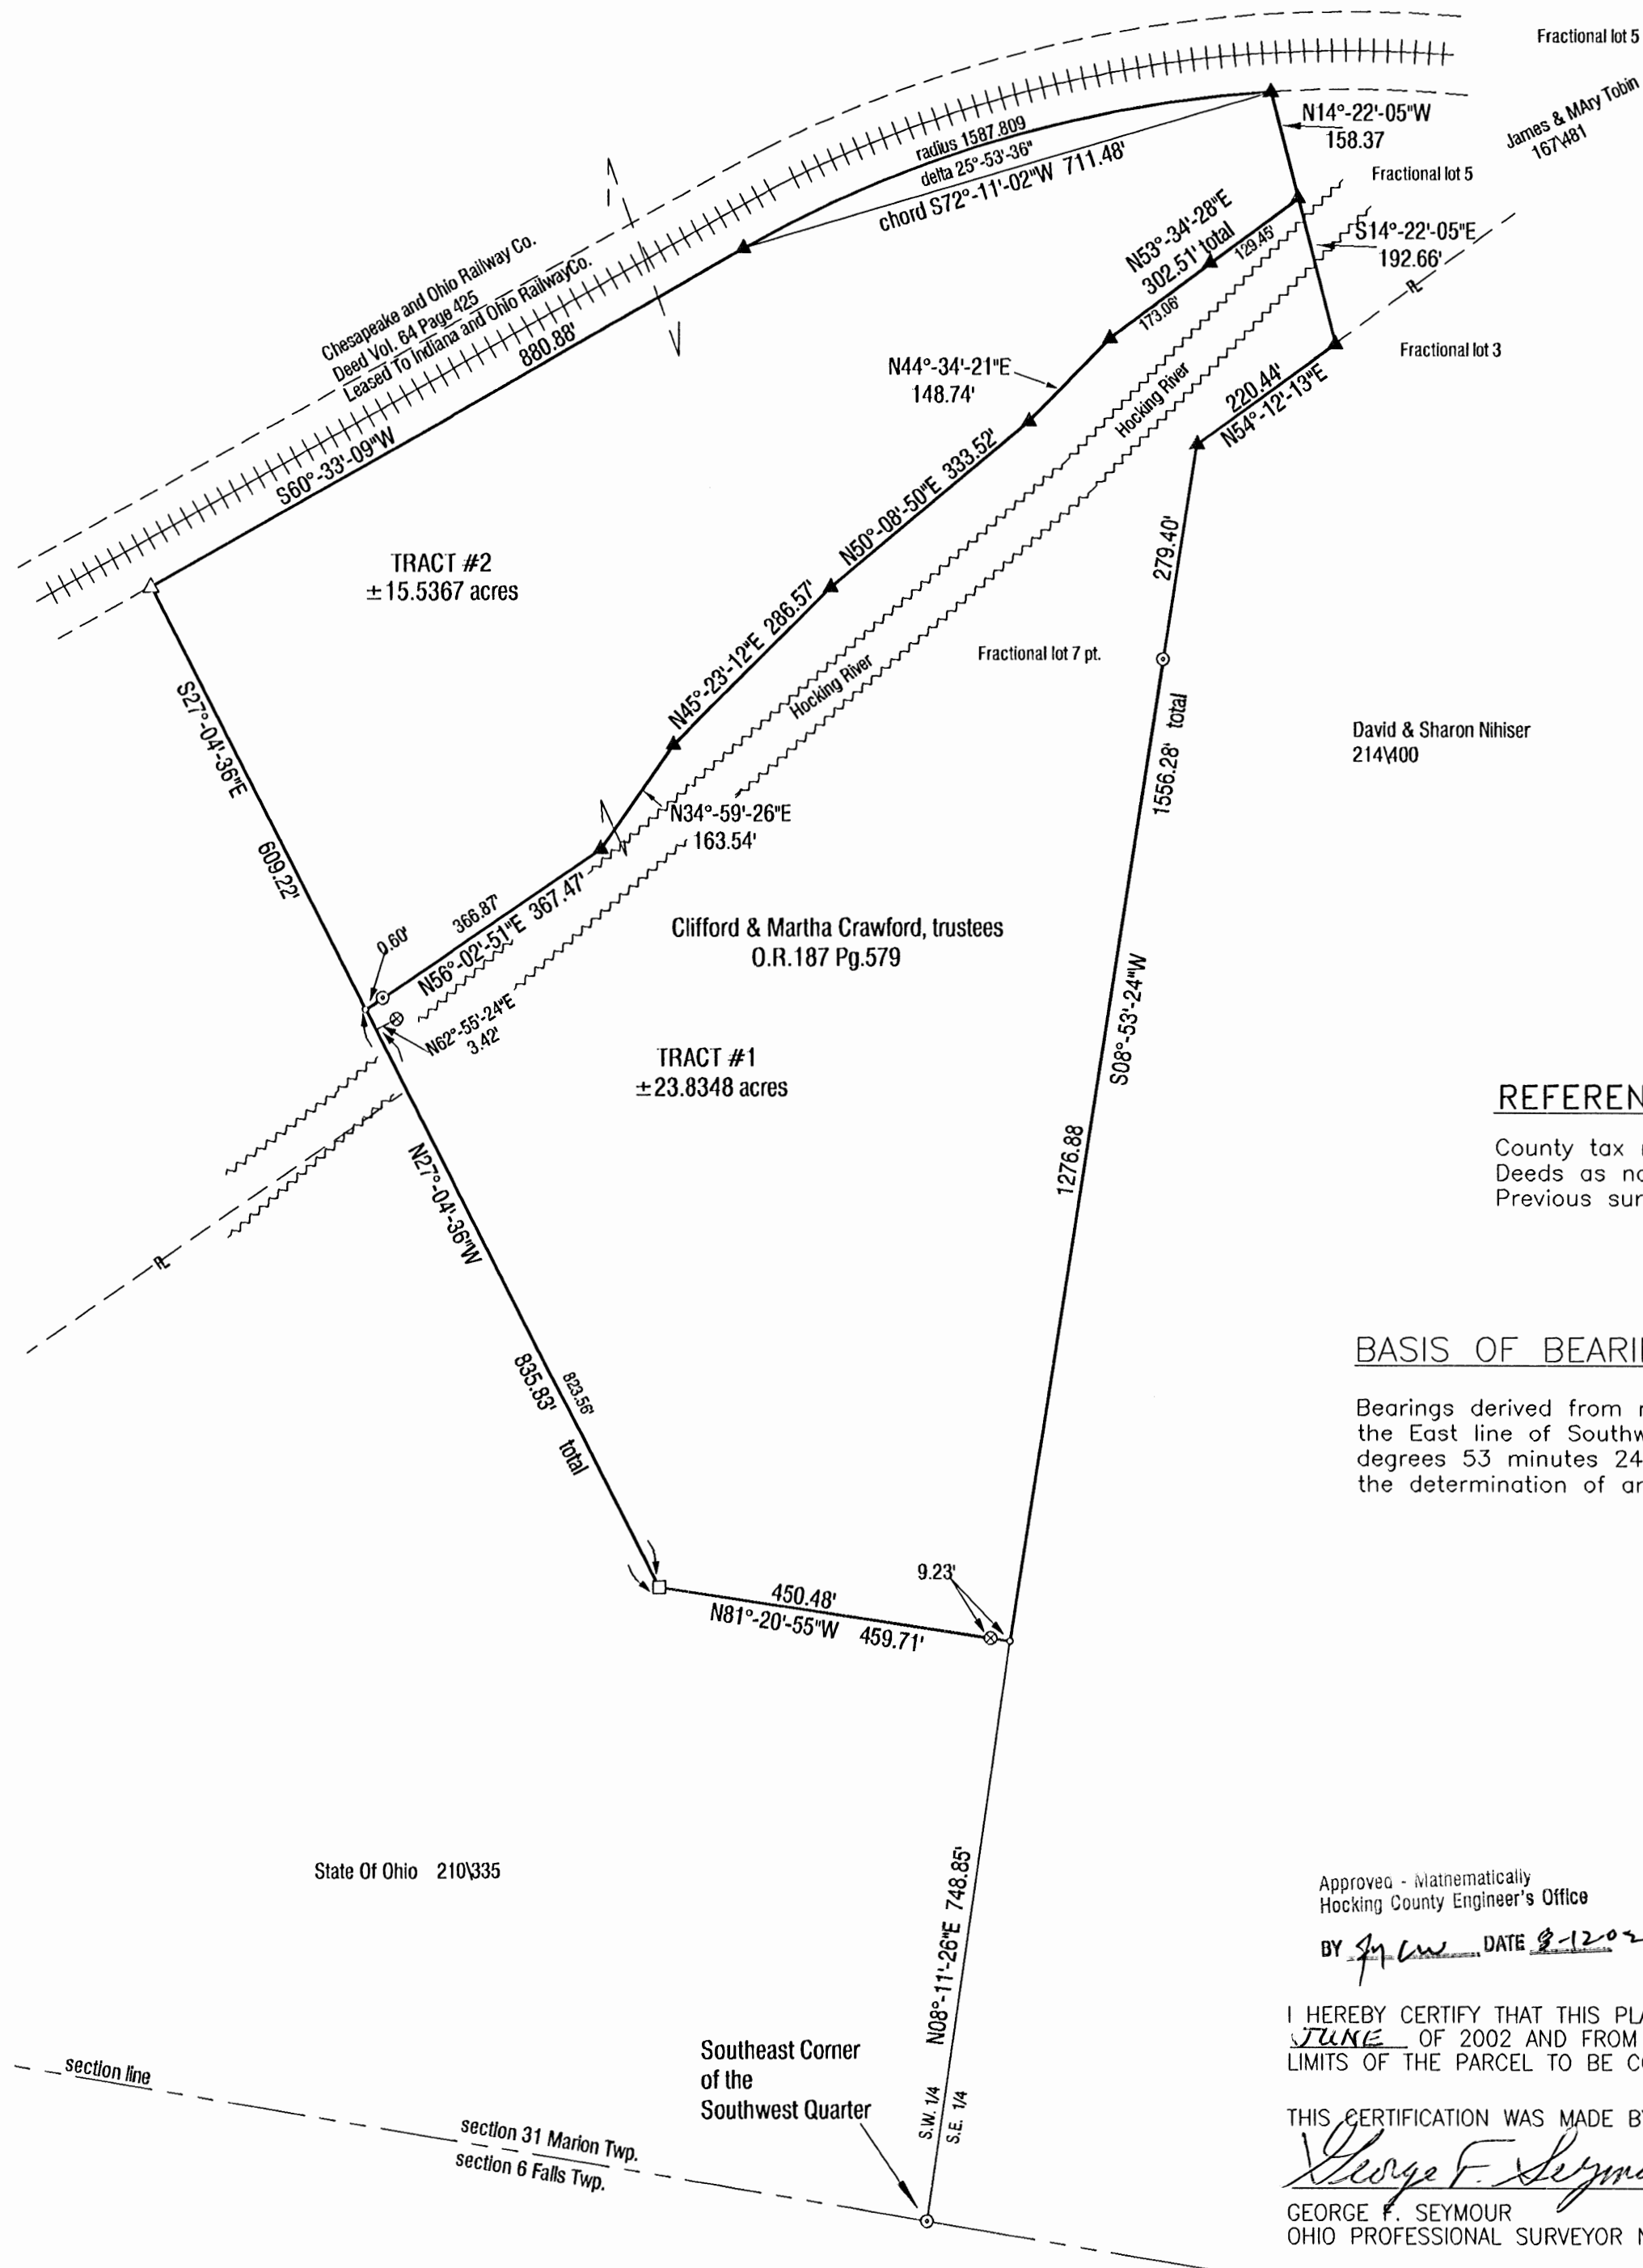 Fractional lot 5
James & MAry Tobin
167\481
N14°-22'-05"W
158.37
Fractional lot 5
radius 1587.809
delta 25°-53'-36"
chord S72°-11'-02"W 711.48'
S14°-22'-05"E
192.66'
N53°-34'-28"E
302.51' total
129.45'
173.06'
Chesapeake and Ohio Railway Co.
Deed Vol. 64 Page 425
Leased To Indiana and Ohio RailwayCo.
880.88'
S60°-33'-09"W
PL
Fractional lot 3
N44°-34'-21"E
148.74'
Hocking River
220.44'
N54°-12'-13"E
N50°-08'-50"E 333.52'
TRACT #2
±15.5367 acres
279.40'
N45°-23'-12"E 286.57'
Fractional lot 7 pt.
Hocking River
S27°-04'-36"E
609.22'
1556.28' total
David & Sharon Nihiser
214\400
N34°-59'-26"E
163.54'
366.87'
N56°-02'-51"E 367.47'
0.60'
Clifford & Martha Crawford, trustees
O.R.187 Pg.579
N62°-55'-24"E
3.42'
S08°-53'-24"W
TRACT #1
±23.8348 acres
1276.88
REFEREN
County tax
Deeds as no
Previous sur
N27°-04'-36"W
PL
823.56'
835.83' total
BASIS OF BEARI
Bearings derived from
the East line of Southw
degrees 53 minutes 24
the determination of
9.23'
450.48'
N81°-20'-55"W 459.71'
State Of Ohio 210\335
N08°-11'-26"E 748.85'
Approved - Mathematically
Hocking County Engineer's Office
BY DATE
I HEREBY CERTIFY THAT THIS PLA
JUNE OF 2002 AND FROM
LIMITS OF THE PARCEL TO BE C
Southeast Corner
of the
Southwest Quarter
S.W. 1/4
S.E. 1/4
section line
section 31 Marion Twp.
section 6 Falls Twp.
THIS CERTIFICATION WAS MADE B
George F. Seymo
GEORGE F. SEYMOUR
OHIO PROFESSIONAL SURVEYOR N